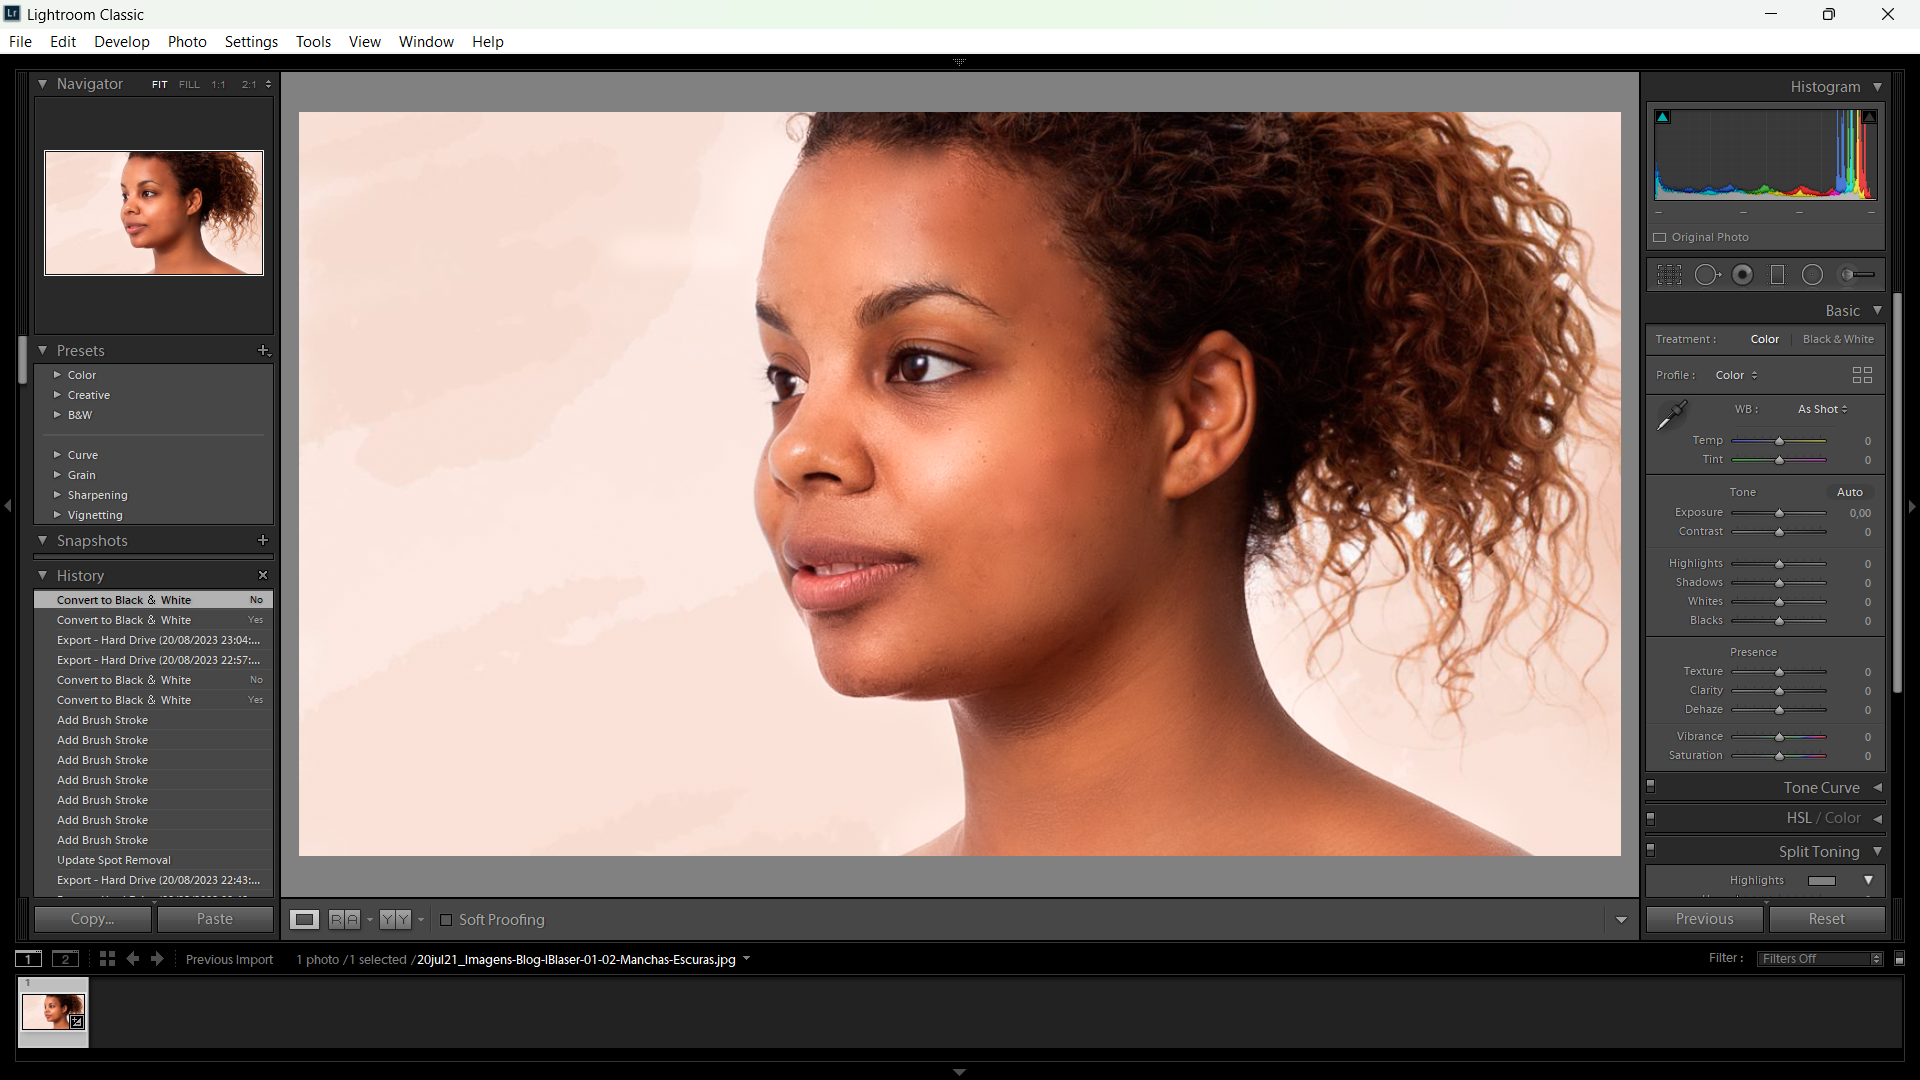 Lr Lightroom Classic
File Edit Develop Photo Settings Tools View Window Help
Navigator FIT FILL 1:1 2:1
Presets
Color
Creative
B&W
Curve
Grain
Sharpening
Vignetting
Snapshots
History
Convert to Black & White No
Convert to Black & White Yes
Export - Hard Drive (20/08/2023 23:04:...
Export - Hard Drive (20/08/2023 22:57:...
Convert to Black & White No
Convert to Black & White Yes
Add Brush Stroke
Add Brush Stroke
Add Brush Stroke
Add Brush Stroke
Add Brush Stroke
Add Brush Stroke
Add Brush Stroke
Update Spot Removal
Export - Hard Drive (20/08/2023 22:43:...
Copy... Paste
R A Y Y Soft Proofing
Histogram
Original Photo
Basic
Treatment : Color Black & White
Profile : Color
WB : As Shot
Temp 0
Tint 0
Tone Auto
Exposure 0,00
Contrast 0
Highlights 0
Shadows 0
Whites 0
Blacks 0
Presence
Texture 0
Clarity 0
Dehaze 0
Vibrance 0
Saturation 0
Tone Curve
HSL / Color
Split Toning
Highlights
Previous Reset
1 2 Previous Import 1 photo /1 selected /20jul21_Imagens-Blog-IBlaser-01-02-Manchas-Escuras.jpg Filter : Filters Off
1